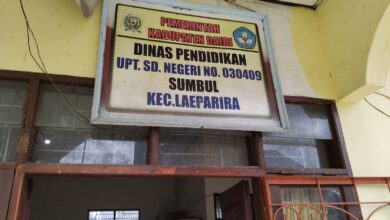 PEMERINTAH
KABUPATEN DAIRI
DINAS PENDIDIKAN
UPT. SD. NEGERI NO. 030409
SUMBUL
KEC.LAEPARIRA